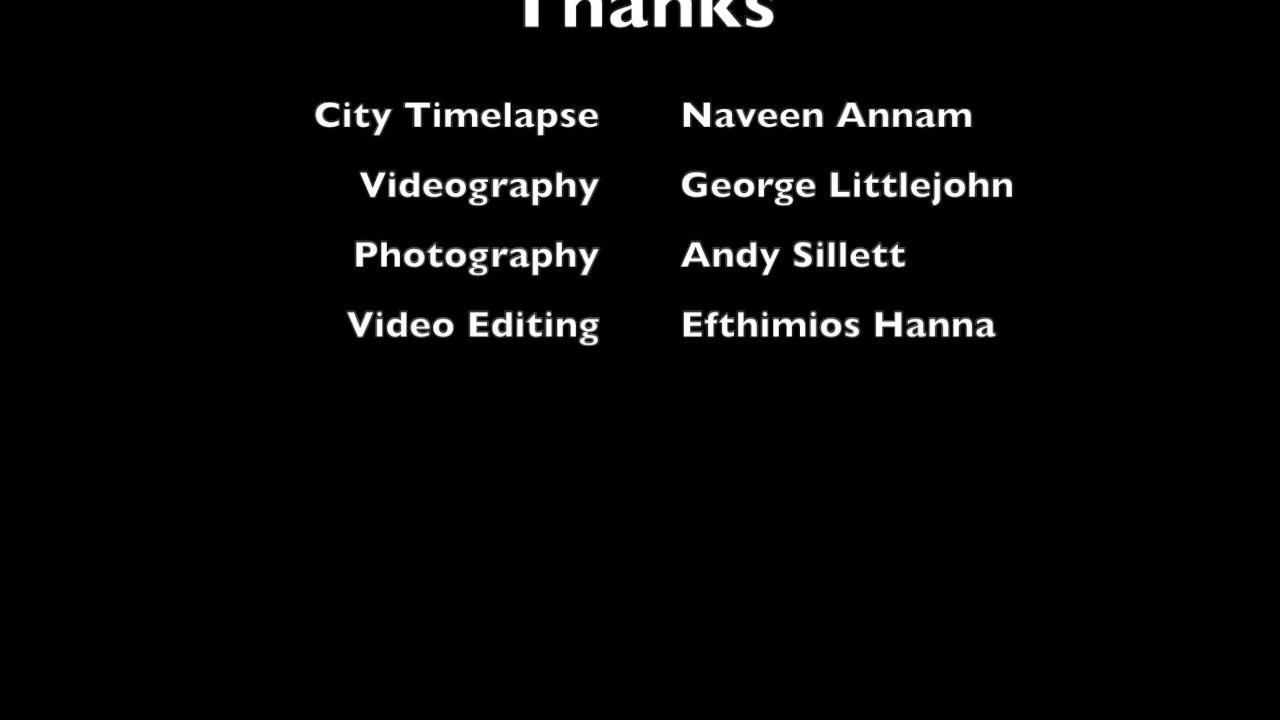 Thanks
City Timelapse Naveen Annam
Videography George Littlejohn
Photography Andy Sillett
Video Editing Efthimios Hanna